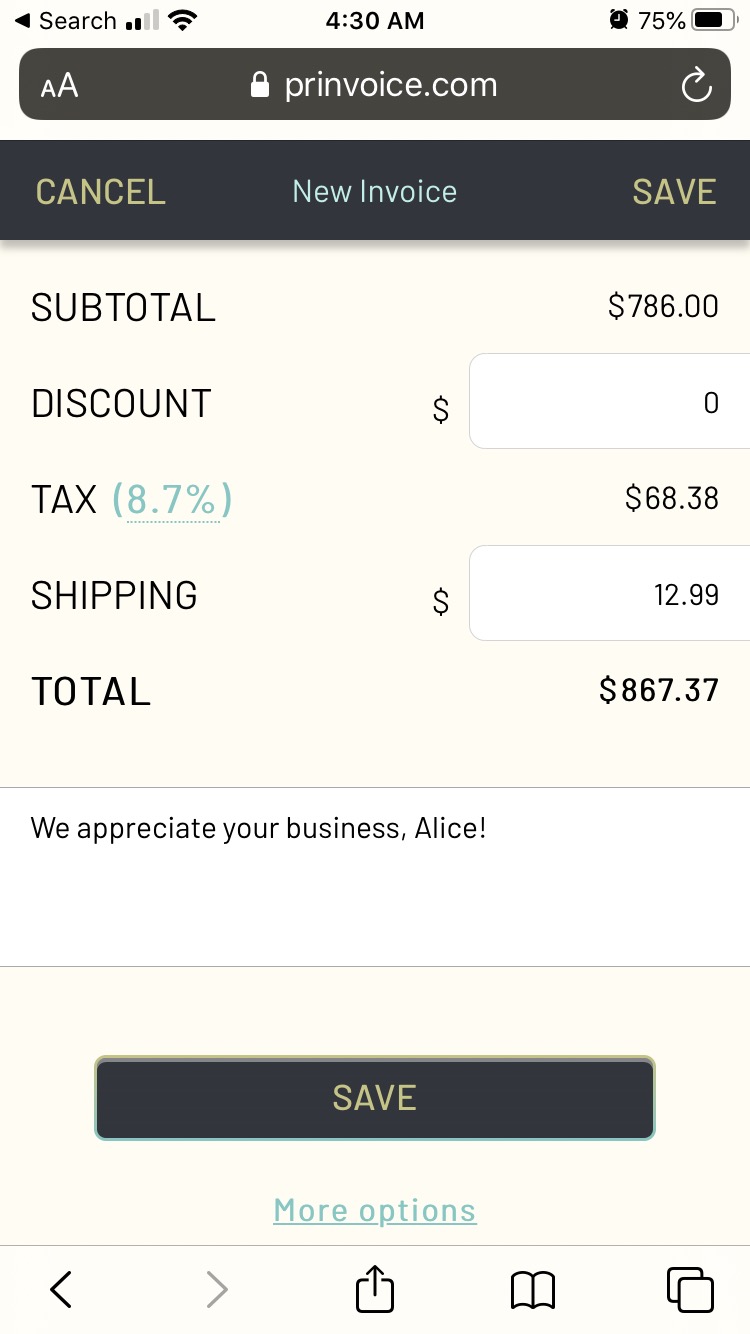 ◀ Search 4:30 AM 75%
AA prinvoice.com
CANCEL New Invoice SAVE
SUBTOTAL $786.00
DISCOUNT $ 0
TAX (8.7%) $68.38
SHIPPING $ 12.99
TOTAL $867.37
We appreciate your business, Alice!
SAVE
More options